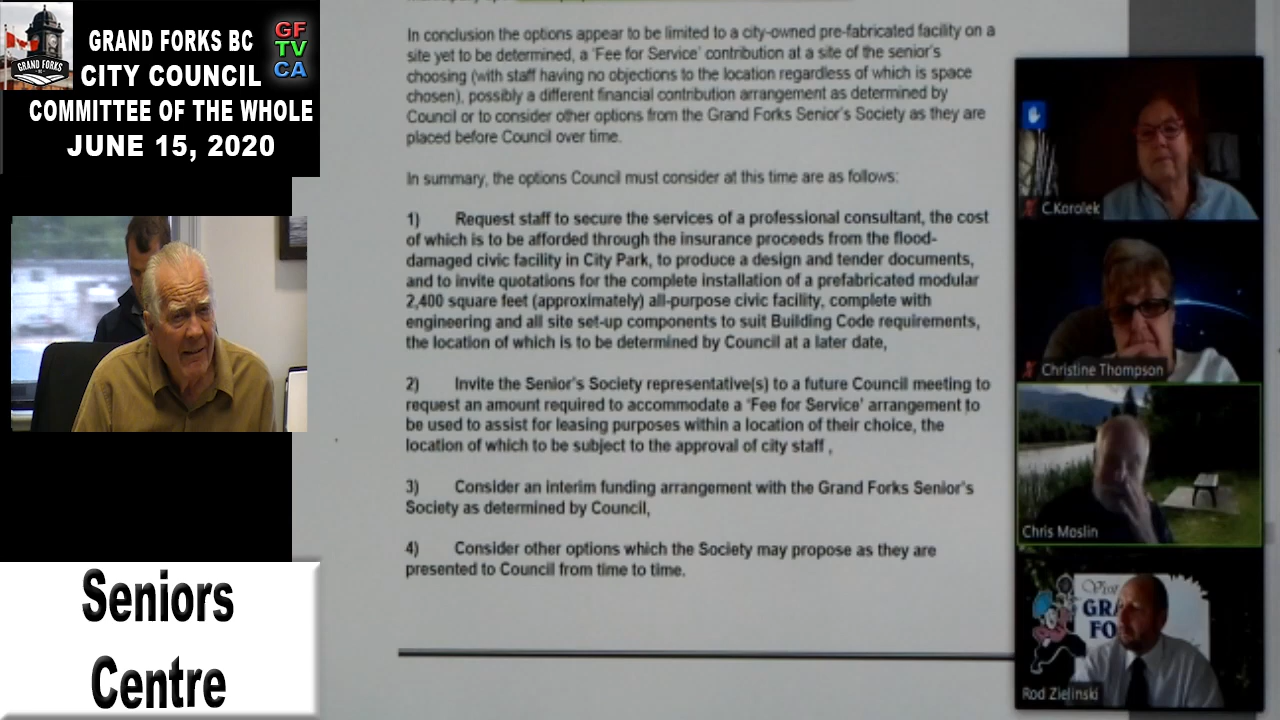 GRAND FORKS BC
CITY COUNCIL
COMMITTEE OF THE WHOLE
JUNE 15, 2020
GRAND FORKS
GF
TV
CA
Seniors
Centre
In conclusion the options appear to be limited to a city-owned pre-fabricated facility on a
site yet to be determined, a 'Fee for Service' contribution at a site of the senior's
choosing (with staff having no objections to the location regardless of which is space
chosen), possibly a different financial contribution arrangement as determined by
Council or to consider other options from the Grand Forks Senior's Society as they are
placed before Council over time.
In summary, the options Council must consider at this time are as follows:
1) Request staff to secure the services of a professional consultant, the cost
of which is to be afforded through the insurance proceeds from the flood-
damaged civic facility in City Park, to produce a design and tender documents,
and to invite quotations for the complete installation of a prefabricated modular
2,400 square feet (approximately) all-purpose civic facility, complete with
engineering and all site set-up components to suit Building Code requirements,
the location of which is to be determined by Council at a later date,
2) Invite the Senior's Society representative(s) to a future Council meeting to
request an amount required to accommodate a 'Fee for Service' arrangement to
be used to assist for leasing purposes within a location of their choice, the
location of which to be subject to the approval of city staff ,
3) Consider an interim funding arrangement with the Grand Forks Senior's
Society as determined by Council,
4) Consider other options which the Society may propose as they are
presented to Council from time to time.
C.Korolek
Christine Thompson
Chris Moslin
GRA
FO
Rod Zielinski